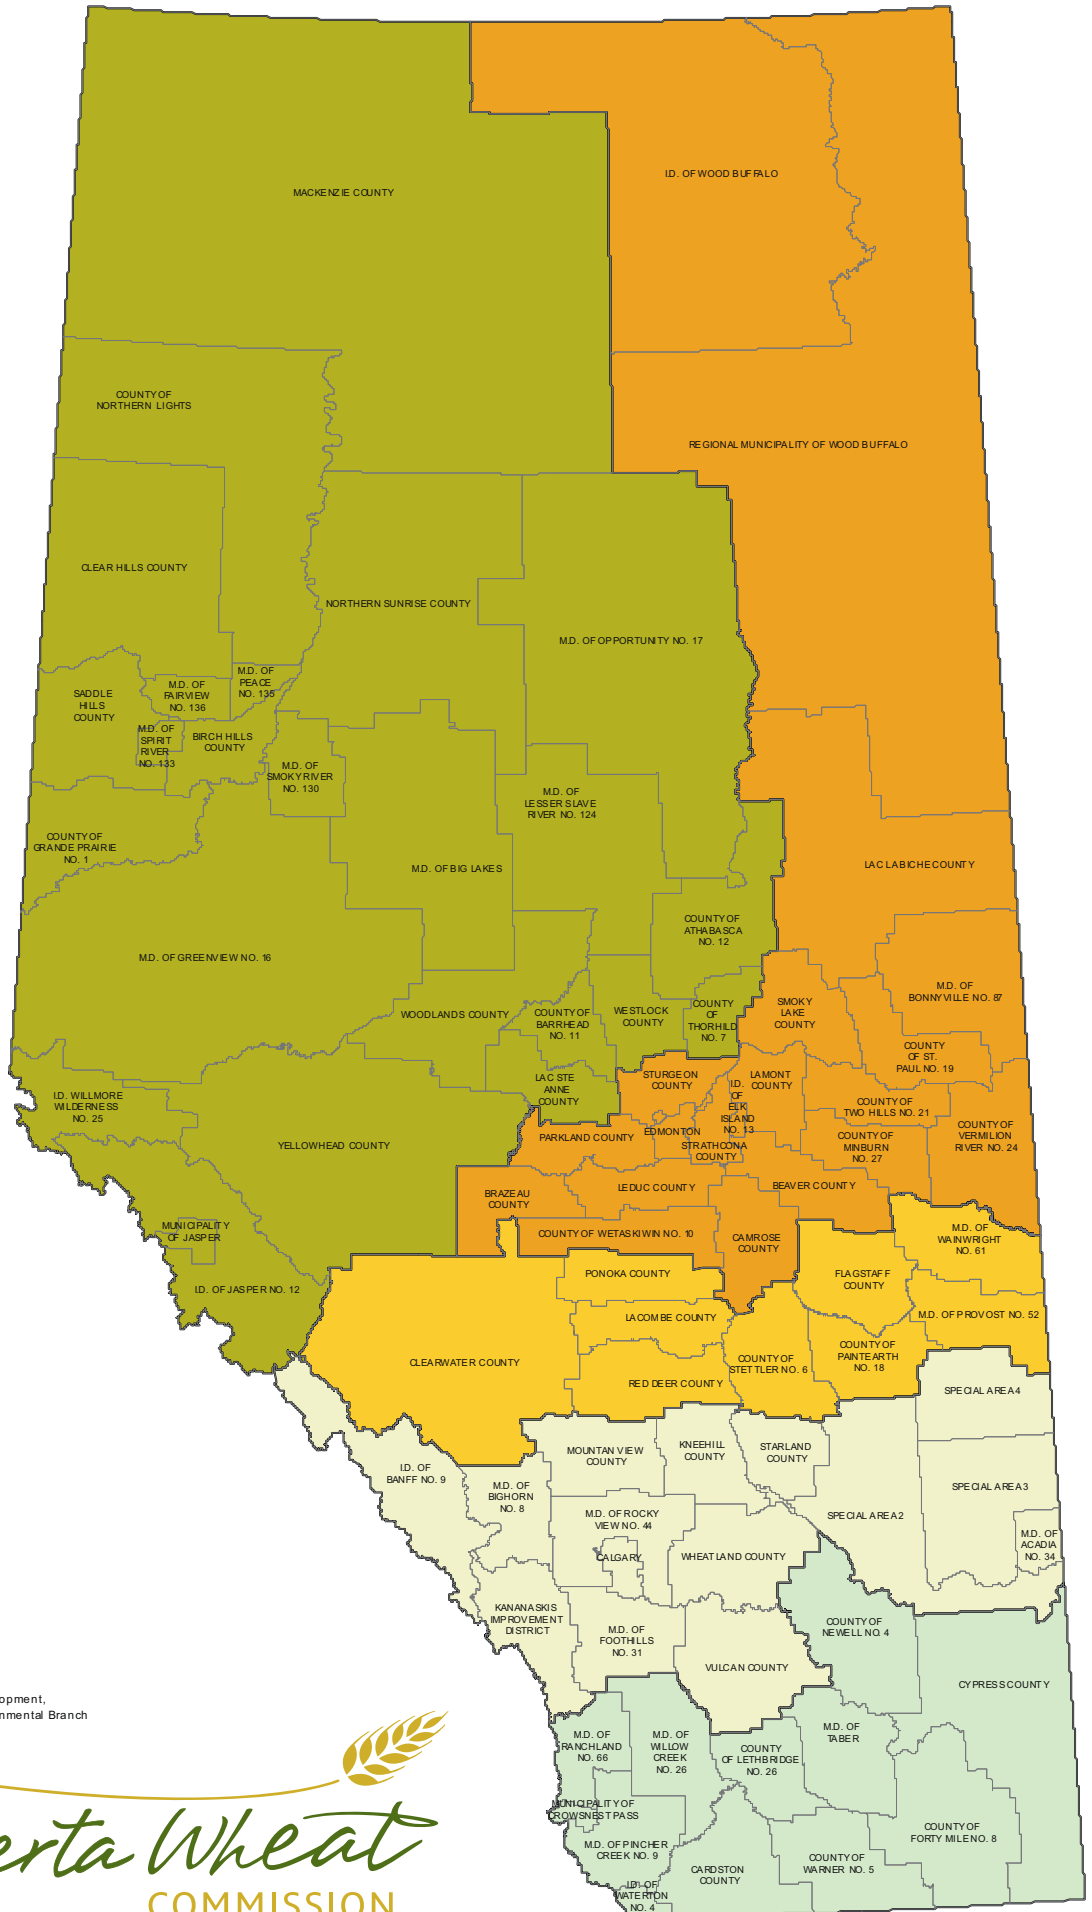 MACKENZIE COUNTY
I.D. OF WOOD BUFFALO
COUNTY OF
NORTHERN LIGHTS
REGIONAL MUNICIPALITY OF WOOD BUFFALO
CLEAR HILLS COUNTY
NORTHERN SUNRISE COUNTY
M.D. OF OPPORTUNITY NO. 17
SADDLE
HILLS
COUNTY
M.D. OF
FAIRVIEW
NO. 136
M.D. OF
PEACE
NO. 135
M.D. OF
SPIRIT
RIVER
NO. 133
BIRCH HILLS
COUNTY
M.D. OF
SMOKY RIVER
NO. 130
M.D. OF
LESSER SLAVE
RIVER NO. 124
COUNTY OF
GRANDE PRAIRIE
NO. 1
M.D. OF BIG LAKES
LAC LA BICHE COUNTY
COUNTY OF
ATHABASCA
NO. 12
M.D. OF GREENVIEW NO. 16
M.D. OF
BONNYVILLE NO. 87
WOODLANDS COUNTY
COUNTY OF
BARRHEAD
NO. 11
WESTLOCK
COUNTY
COUNTY
OF
THORHILD
NO. 7
SMOKY
LAKE
COUNTY
COUNTY
OF ST.
PAUL NO. 19
I.D. WILLMORE
WILDERNESS
NO. 25
LAC STE
ANNE
COUNTY
STURGEON
COUNTY
I.D.
OF
ELK
ISLAND
NO. 13
LAMONT
COUNTY
COUNTY OF
TWO HILLS NO. 21
YELLOWHEAD COUNTY
PARKLAND COUNTY
EDMONTON
STRATHCONA
COUNTY
COUNTY OF
MINBURN
NO. 27
COUNTY OF
VERMILION
RIVER NO. 24
BRAZEAU
COUNTY
LEDUC COUNTY
BEAVER COUNTY
MUNICIPALITY
OF JASPER
COUNTY OF WETASKIWIN NO. 10
CAMROSE
COUNTY
M.D. OF
WAINWRIGHT
NO. 61
I.D. OF JASPER NO. 12
PONOKA COUNTY
FLAGSTAFF
COUNTY
LACOMBE COUNTY
M.D. OF PROVOST NO. 52
CLEARWATER COUNTY
RED DEER COUNTY
COUNTY OF
STETTLER NO. 6
COUNTY OF
PAINTEARTH
NO. 18
SPECIAL AREA 4
I.D. OF
BANFF NO. 9
MOUNTAN VIEW
COUNTY
KNEEHILL
COUNTY
STARLAND
COUNTY
M.D. OF
BIGHORN
NO. 8
SPECIAL AREA 3
M.D. OF ROCKY
VIEW NO. 44
SPECIAL AREA 2
M.D. OF
ACADIA
NO. 34
CALGARY
WHEATLAND COUNTY
KANANASKIS
IMPROVEMENT
DISTRICT
M.D. OF
FOOTHILLS
NO. 31
COUNTY OF
NEWELL NO. 4
VULCAN COUNTY
CYPRESS COUNTY
opment,
nmental Branch
M.D. OF
RANCHLAND
NO. 66
M.D. OF
WILLOW
CREEK
NO. 26
COUNTY
OF LETHBRIDGE
NO. 26
M.D. OF
TABER
MUNICIPALITY OF
CROWSNEST PASS
COUNTY OF
FORTY MILE NO. 8
M.D. OF PINCHER
CREEK NO. 9
CARDSTON
COUNTY
COUNTY OF
WARNER NO. 5
I.D. OF
WATERTON
NO. 4
erta Wheat
COMMISSION